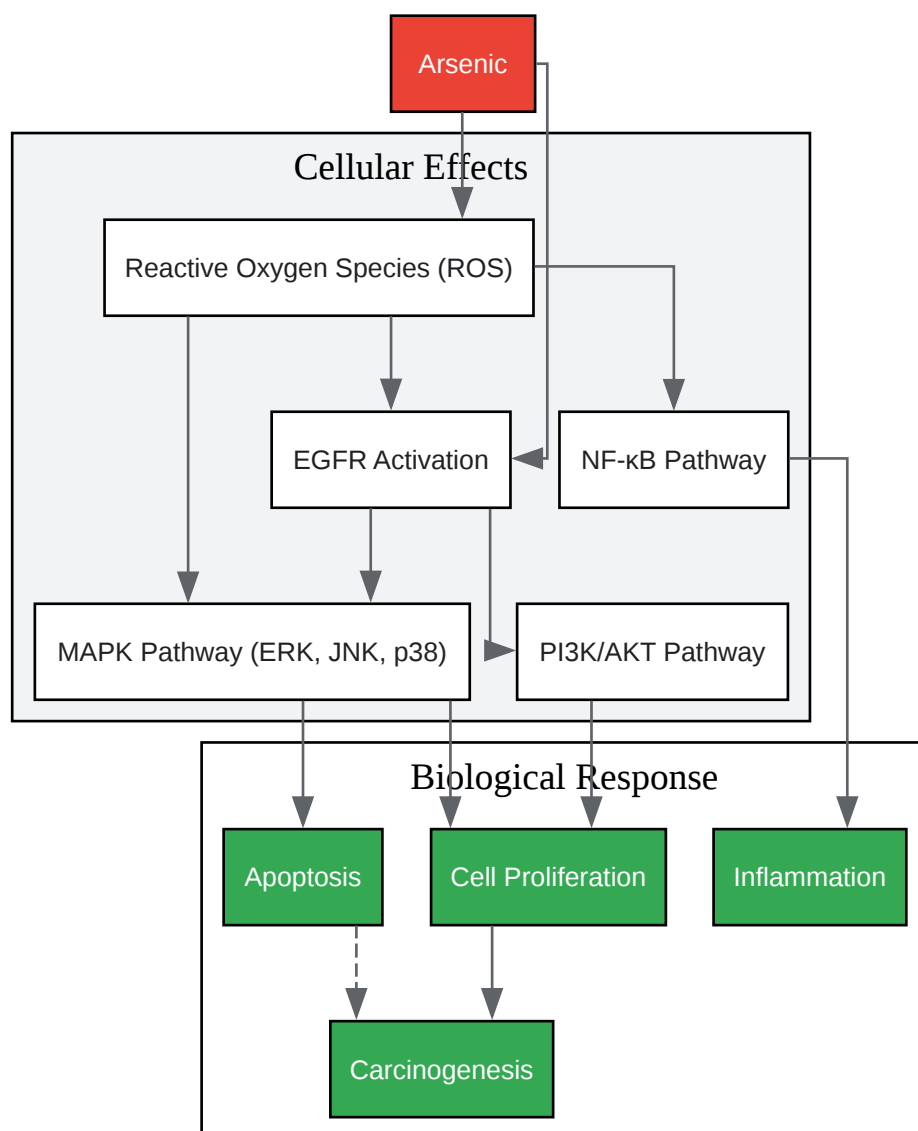 Arsenic
Cellular Effects
Reactive Oxygen Species (ROS)
EGFR Activation
NF-κB Pathway
MAPK Pathway (ERK, JNK, p38)
PI3K/AKT Pathway
Biological Response
Apoptosis
Cell Proliferation
Inflammation
Carcinogenesis